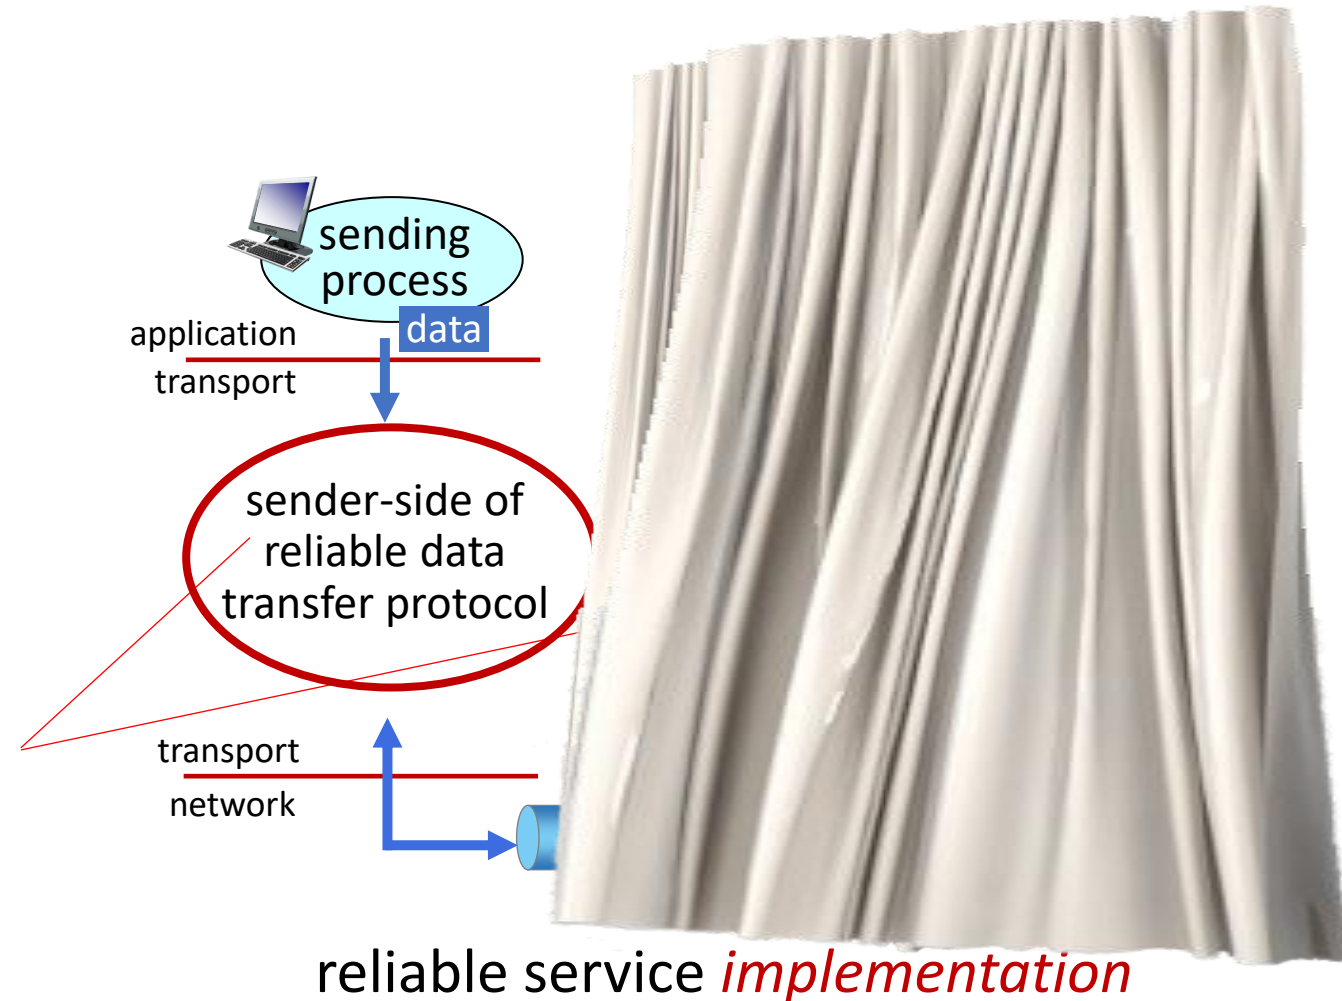 sending
process
data
application
transport
sender-side of
reliable data
transfer protocol
transport
network
reliable service implementation